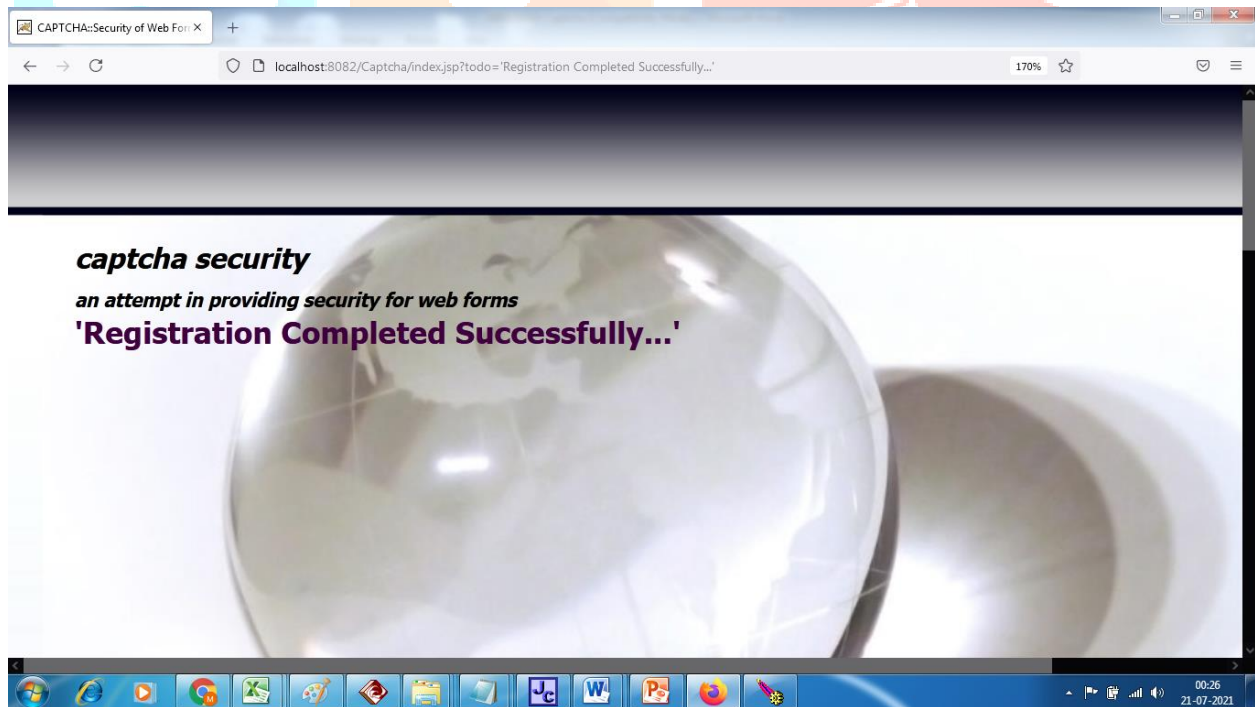 CAPTCHA::Security of Web For
localhost:8082/Captcha/index.jsp?todo='Registration Completed Successfully...'
170%
captcha security
an attempt in providing security for web forms
'Registration Completed Successfully...'
00:26
21-07-2021